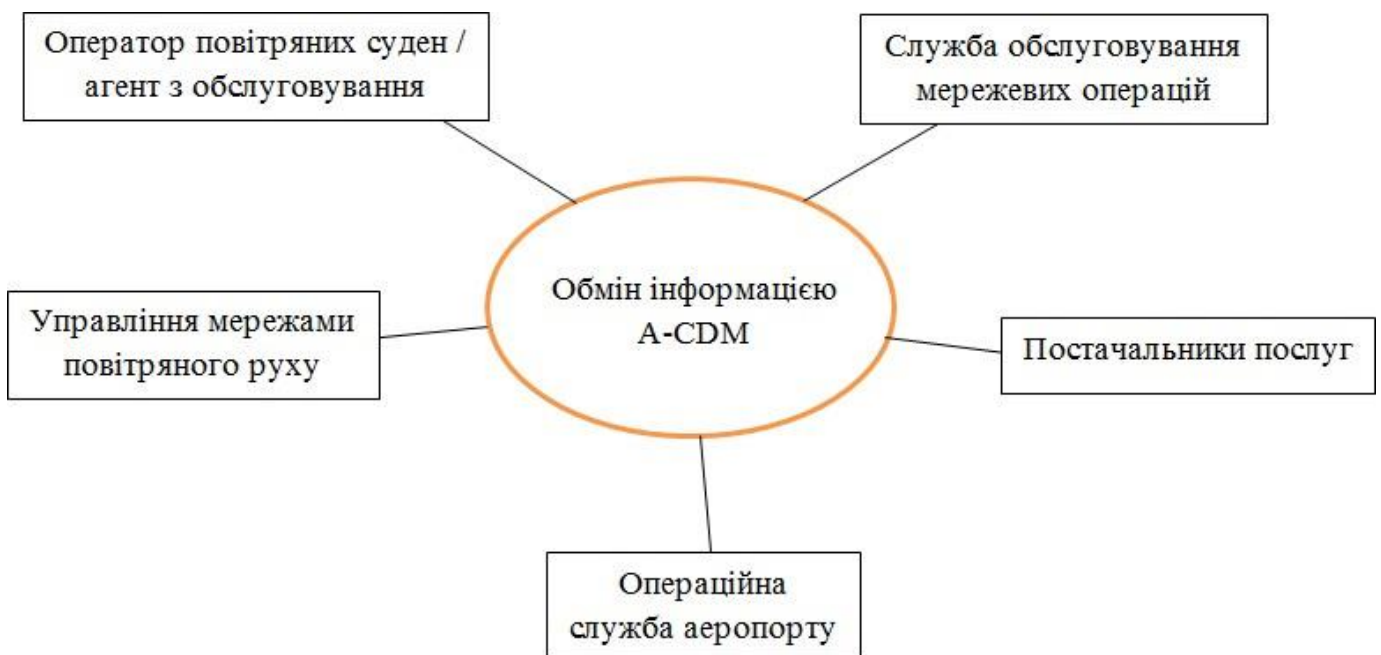 Оператор повітряних суден /
агент з обслуговування
Служба обслуговування
мережевих операцій
Обмін інформацією
A-CDM
Управління мережами
повітряного руху
Постачальники послуг
Операційна
служба аеропорту